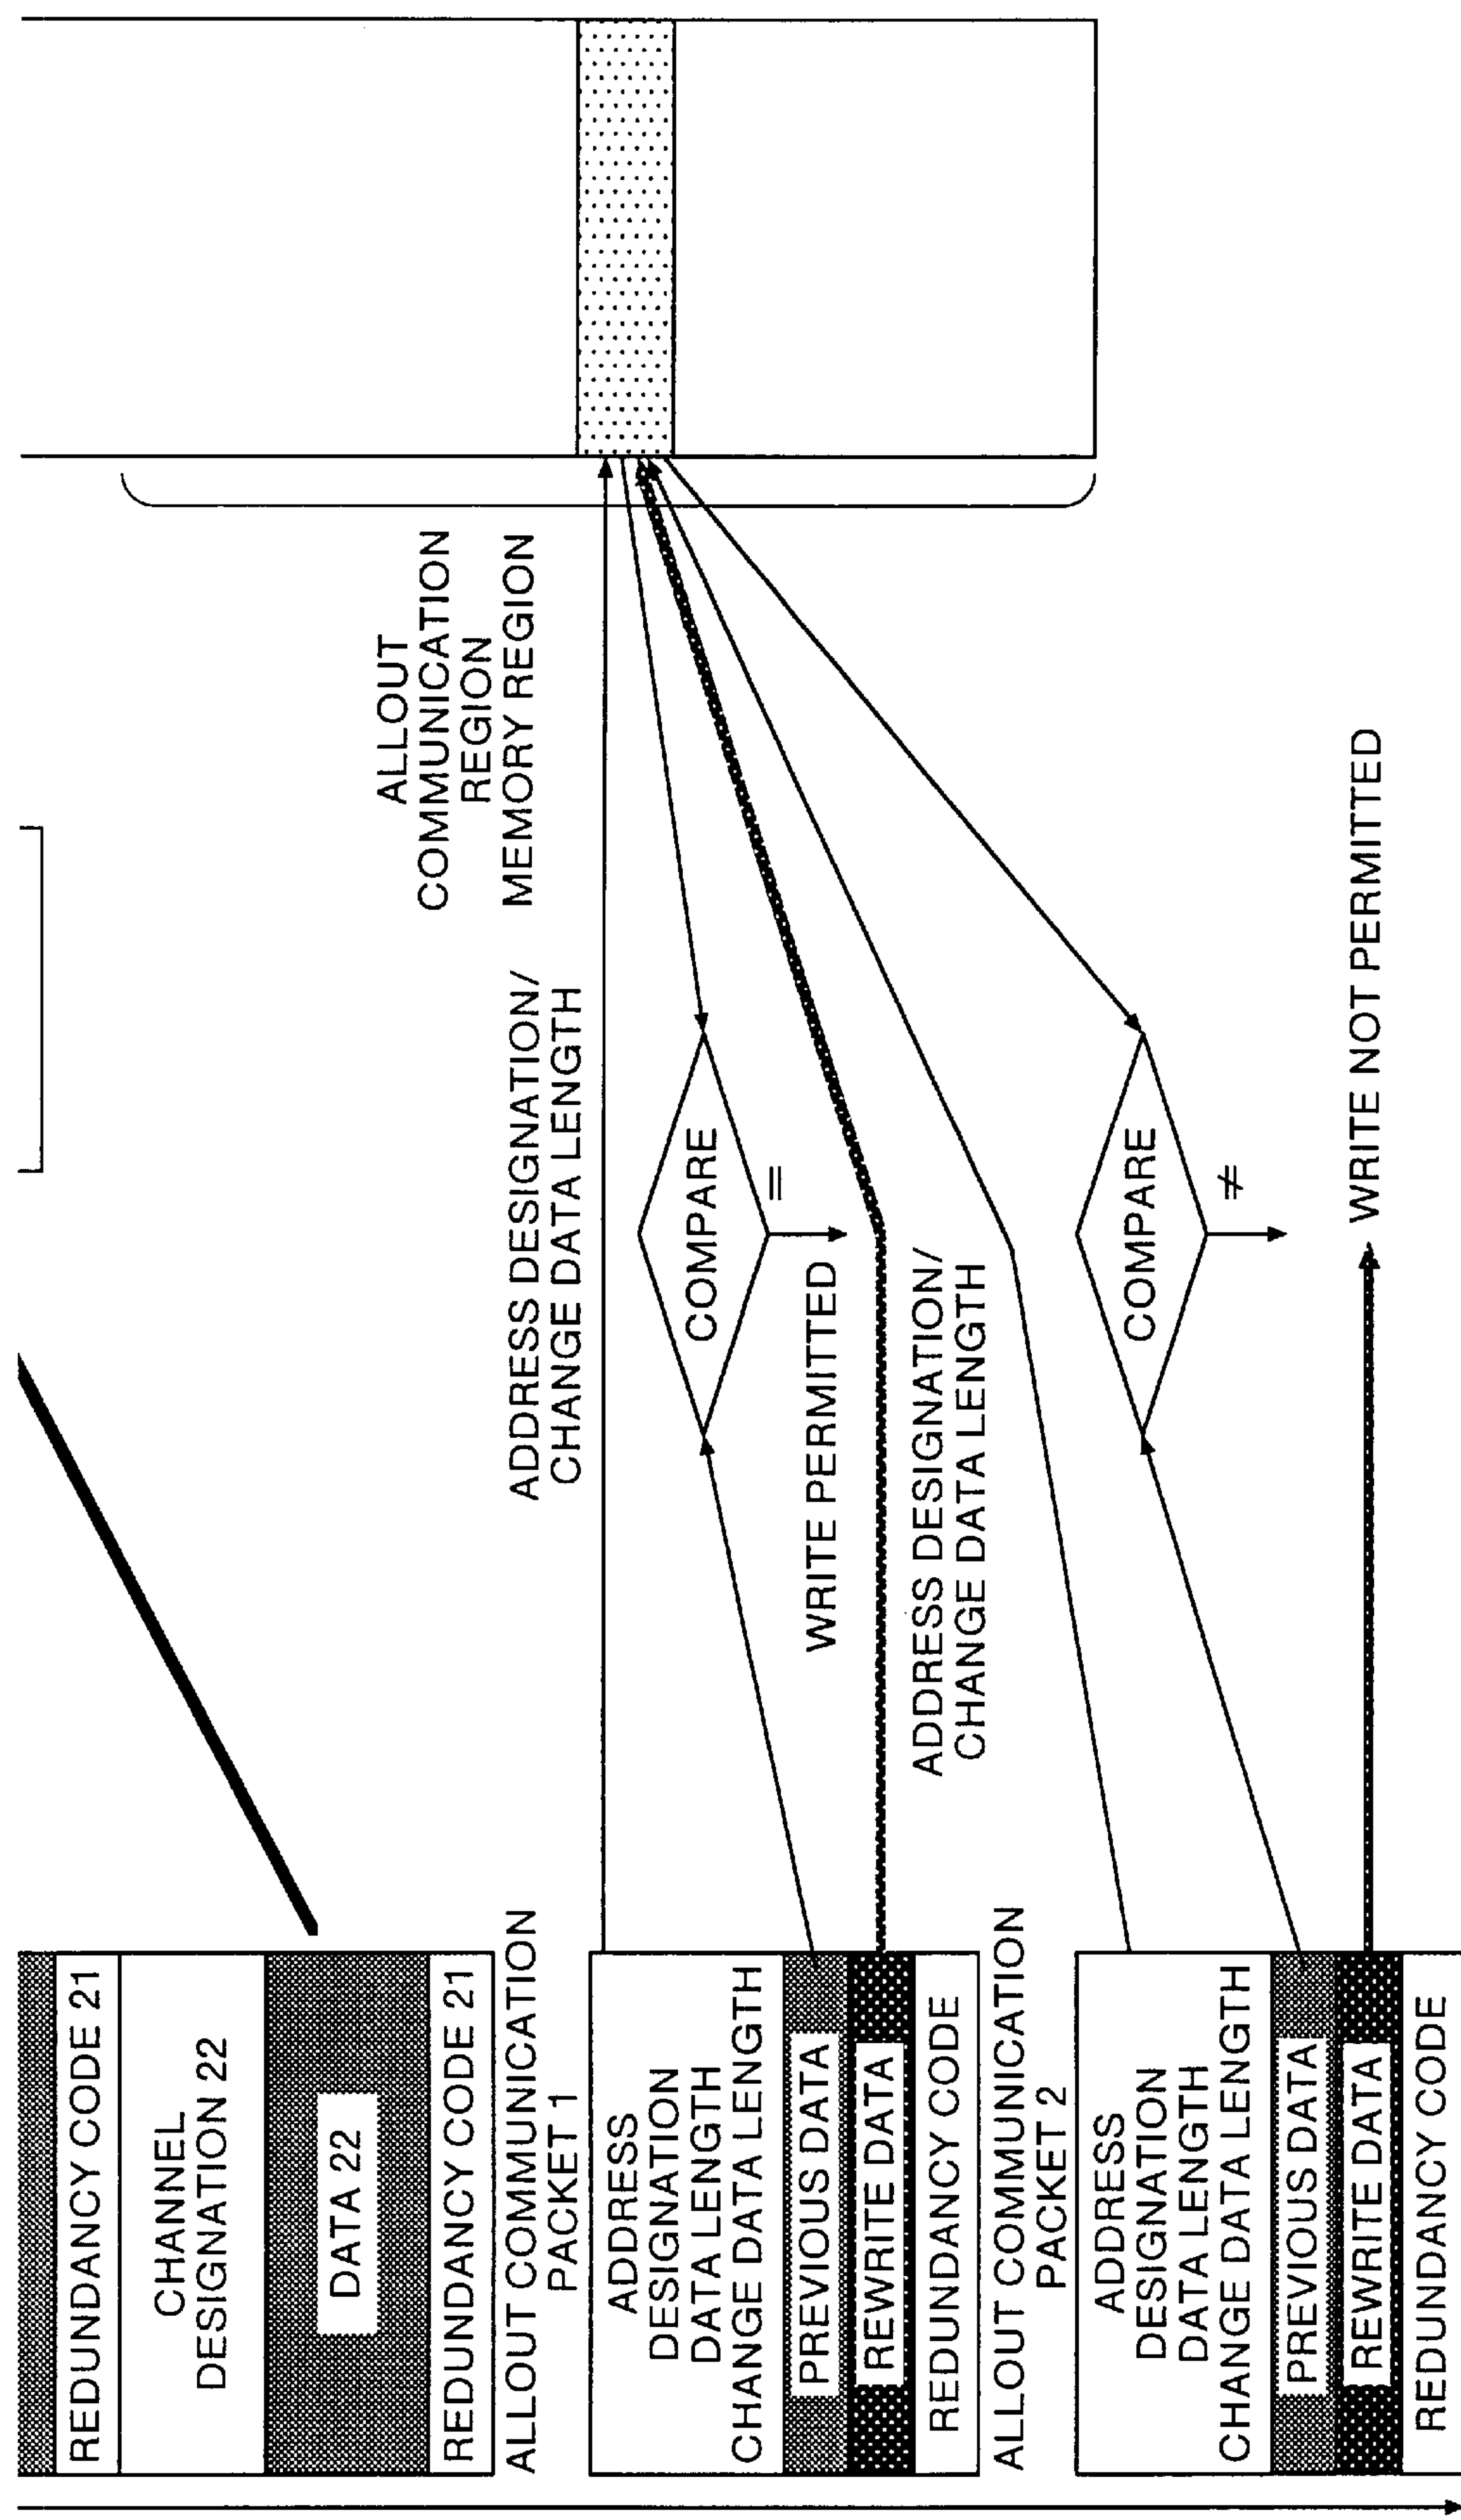 REDUNDANCY CODE 21
CHANNEL
DESIGNATION 22
DATA 22
REDUNDANCY CODE 21
ALLOUT COMMUNICATION
PACKET 1
ADDRESS
DESIGNATION
DATA LENGTH
CHANGE DATA LENGTH
PREVIOUS DATA
REWRITE DATA
REDUNDANCY CODE
ALLOUT COMMUNICATION
PACKET 2
ADDRESS
DESIGNATION
DATA LENGTH
CHANGE DATA LENGTH
PREVIOUS DATA
REWRITE DATA
REDUNDANCY CODE
ADDRESS DESIGNATION/
CHANGE DATA LENGTH
COMPARE
=
WRITE PERMITTED
ADDRESS DESIGNATION/
CHANGE DATA LENGTH
COMPARE
≠
WRITE NOT PERMITTED
ALLOUT
COMMUNICATION
REGION
MEMORY REGION